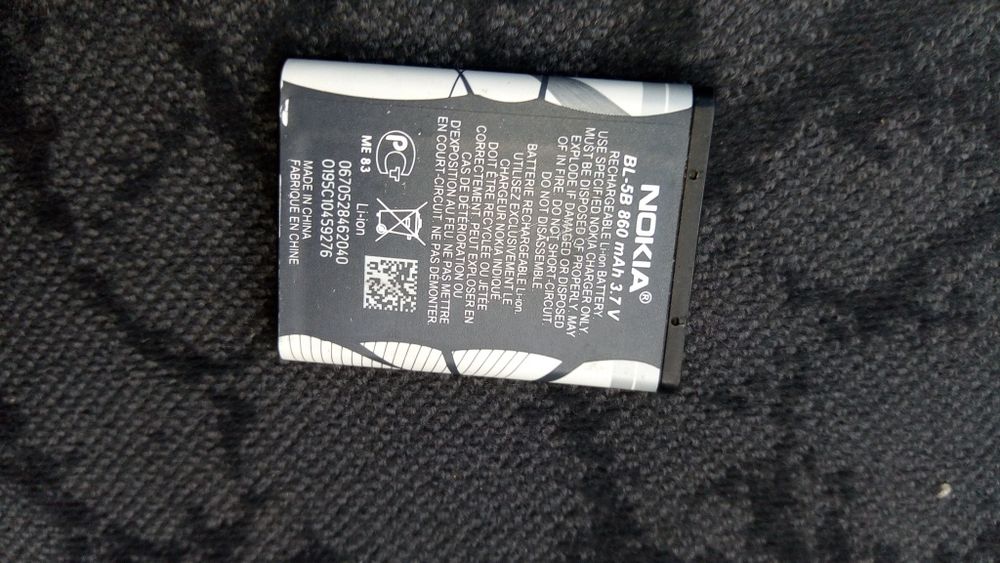 NOKIA®
BL-5B 860 mAh 3.7 V
RECHARGEABLE Li-ion BATTERY
USE SPECIFIED NOKIA CHARGER ONLY.
MUST BE DISPOSED OF PROPERLY. MAY
EXPLODE IF DAMAGED OR DISPOSED
OF IN FIRE. DO NOT SHORT-CIRCUIT.
DO NOT DISASSEMBLE.
BATTERIE RECHARGEABLE Li-ion.
UTILISEZ EXCLUSIVEMENT LE
CHARGEUR NOKIA INDIQUÉ.
DOIT ÊTRE RECYCLÉE OU JETÉE
CORRECTEMENT. PEUT EXPLOSER EN
CAS DE DÉTÉRIORATION OU
D'EXPOSITION AU FEU. NE PAS METTRE
EN COURT-CIRCUIT. NE PAS DÉMONTER.
РСТ
ME 83
Li-ion
0670528462040
0195C10459276
MADE IN CHINA
FABRIQUÉ EN CHINE